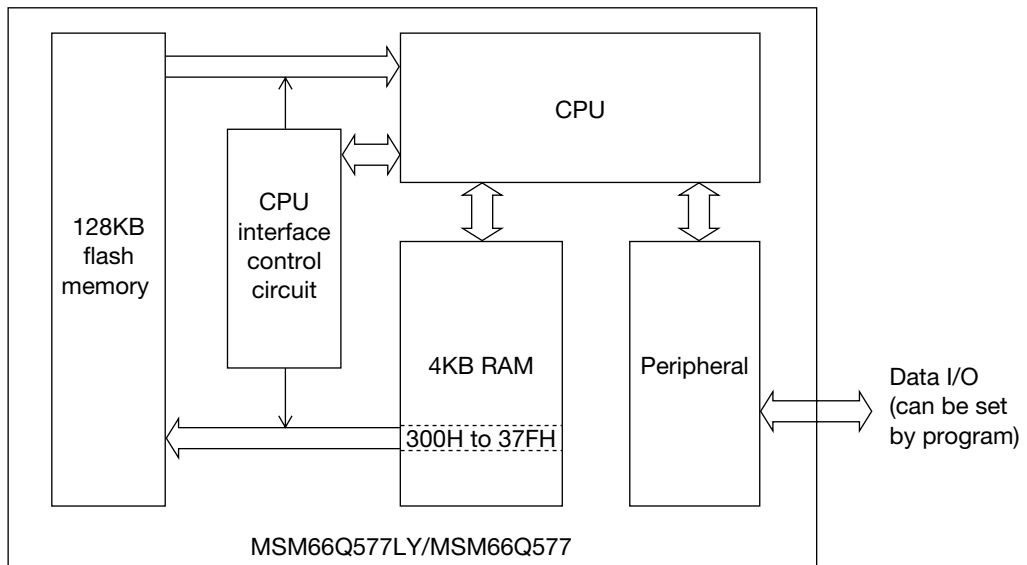 CPU
128KB
flash
memory
CPU
interface
control
circuit
4KB RAM
300H to 37FH
Peripheral
Data I/O
(can be set
by program)
MSM66Q577LY/MSM66Q577